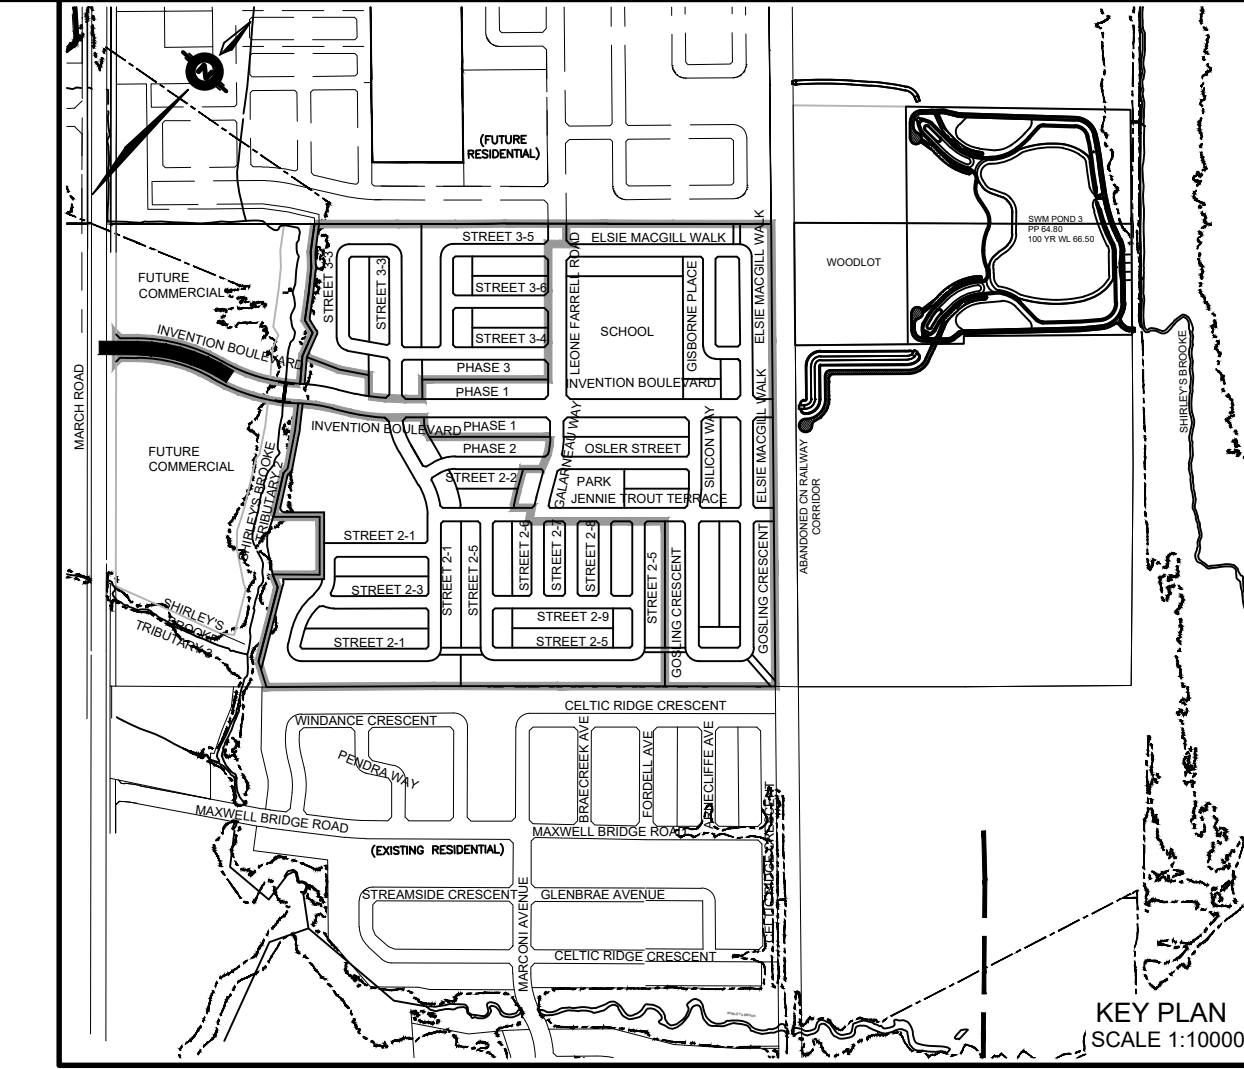 (FUTURE
RESIDENTIAL)
STREET 3-5
ELSIE MACGILL WALK
ELSIE MACGILL WALK
SWM POND 3
PP 64.80
100 YR WL 66.50
WOODLOT
FUTURE
COMMERCIAL
STREET 3-3
STREET 3-3
STREET 3-6
STREET 3-4
LEONE FARRELL ROAD
SCHOOL
GISBORNE PLACE
INVENTION BOULEVARD
PHASE 3
INVENTION BOULEVARD
PHASE 1
MARCH ROAD
SHIRLEY'S BROOKE
INVENTION BOULEVARD
PHASE 1
PHASE 2
GALARNEAU WAY
OSLER STREET
SILICON WAY
ELSIE MACGILL WALK
FUTURE
COMMERCIAL
SHIRLEY'S BROOKE
TRIBUTARY 2
STREET 2-2
PARK
JENNIE TROUT TERRACE
ABANDONED CN RAILWAY
CORRIDOR
STREET 2-1
STREET 2-1
STREET 2-5
STREET 2-6
STREET 2-7
STREET 2-8
STREET 2-5
GOSLING CRESCENT
GOSLING CRESCENT
STREET 2-3
SHIRLEY'S
BROOKE
TRIBUTARY 3
STREET 2-9
STREET 2-1
STREET 2-5
CELTIC RIDGE CRESCENT
WINDANCE CRESCENT
PENDRA WAY
BRAECREEK AVE
FORDELL AVE
ARNIECLIFFE AVE
MAXWELL BRIDGE ROAD
MAXWELL BRIDGE ROAD
CELTIC RIDGE CRESCENT
(EXISTING RESIDENTIAL)
STREAMSIDE CRESCENT
GLENBRAE AVENUE
MARCONI AVENUE
CELTIC RIDGE CRESCENT
KEY PLAN
SCALE 1:10000